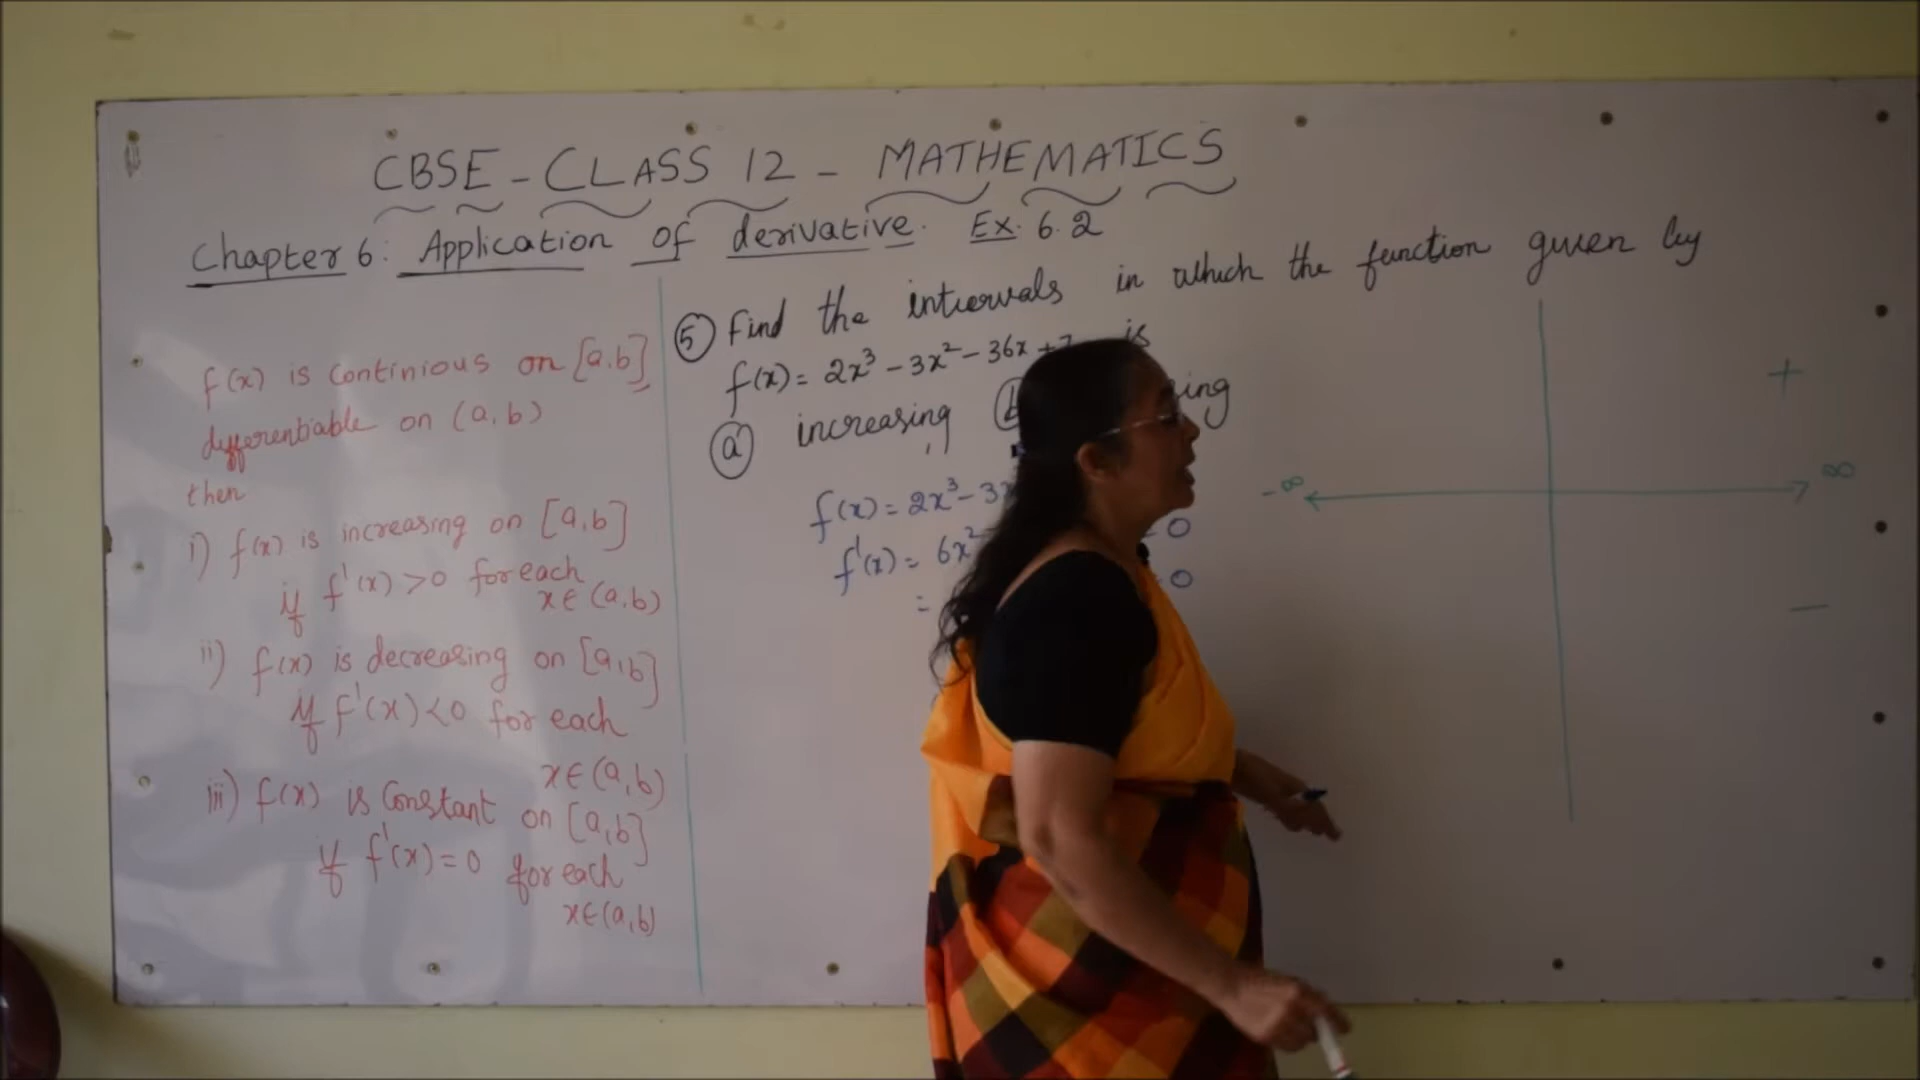 CBSE - CLASS 12 - MATHEMATICS
Chapter 6: Application of derivative. Ex. 6.2
f(x) is continious on [a,b]
differentiable on (a,b)
then
i) f(x) is increasing on [a,b]
if f'(x) >0 for each
x∈ (a,b)
ii) f(x) is decreasing on [a,b]
if f'(x) <0 for each
x∈(a,b)
iii) f(x) is constant on [a,b]
if f'(x)=0 for each
x∈(a,b)
⑤ Find the intervals in which the function given by
f(x)= 2x³ - 3x² - 36x + is
ⓐ increasing
f(x) = 2x³ - 3
f'(x) = 6x² 0
= 0
-∞ ∞
+
-